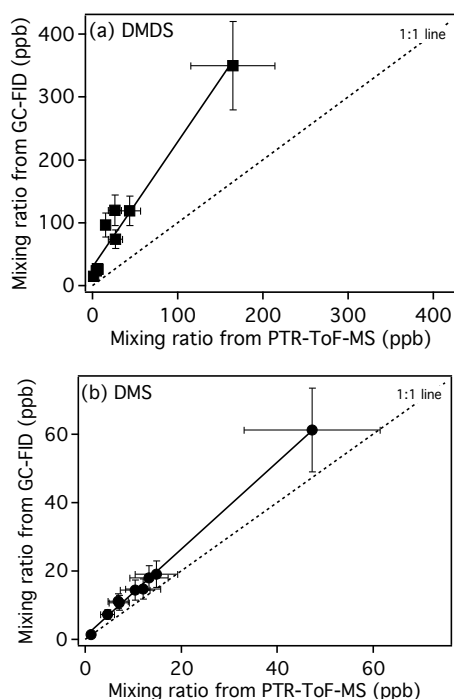 (a) DMDS
1:1 line
Mixing ratio from GC-FID (ppb)
400
300
200
100
0
0 100 200 300 400
Mixing ratio from PTR-ToF-MS (ppb)
(b) DMS
1:1 line
Mixing ratio from GC-FID (ppb)
60
40
20
0
0 20 40 60
Mixing ratio from PTR-ToF-MS (ppb)